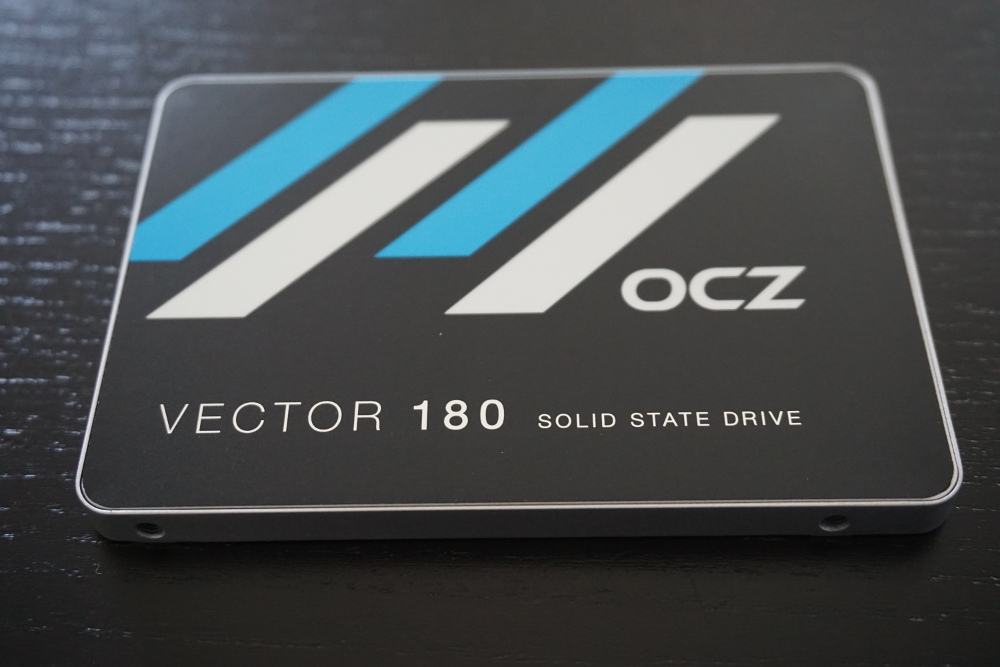 OCZ
VECTOR 180 SOLID STATE DRIVE